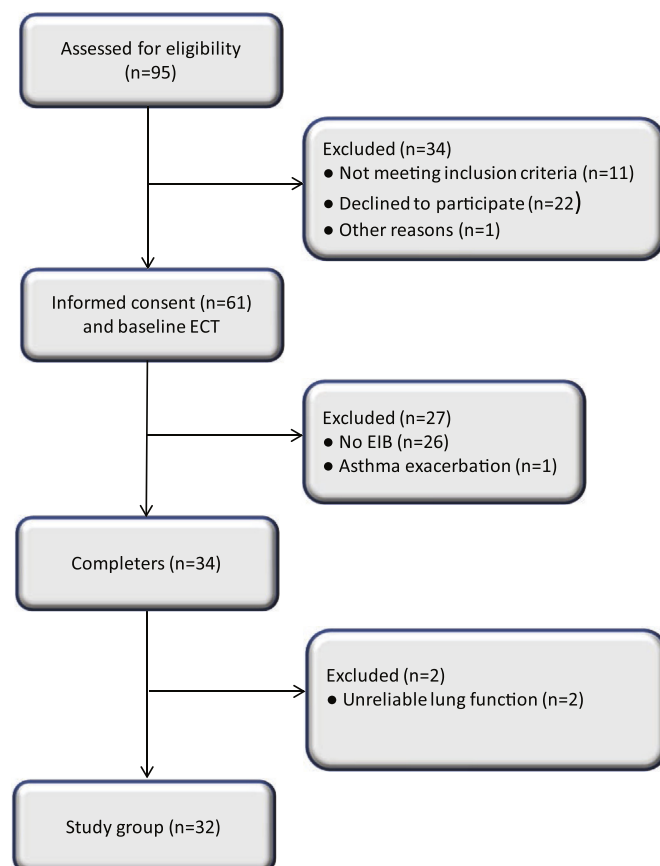 Assessed for eligibility
(n=95)
Excluded (n=34)
● Not meeting inclusion criteria (n=11)
● Declined to participate (n=22)
● Other reasons (n=1)
Informed consent (n=61)
and baseline ECT
Excluded (n=27)
● No EIB (n=26)
● Asthma exacerbation (n=1)
Completers (n=34)
Excluded (n=2)
● Unreliable lung function (n=2)
Study group (n=32)